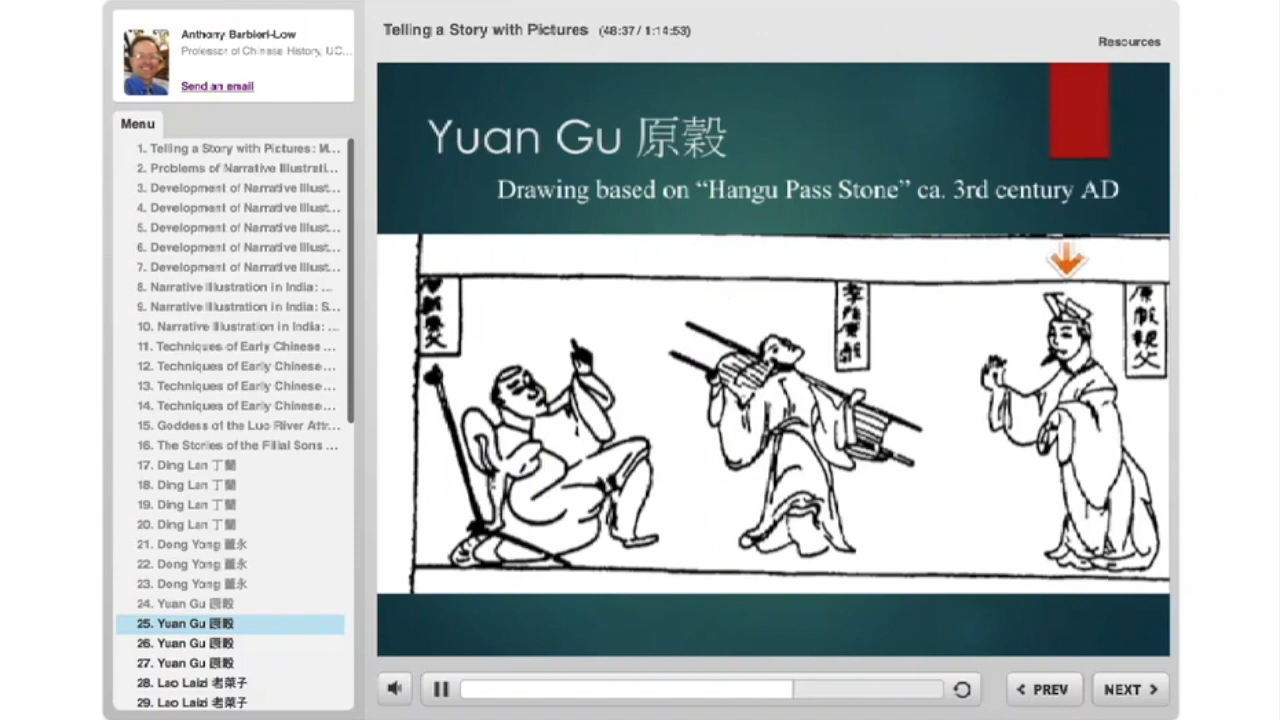 Anthony Barbieri-Low
Professor of Chinese History, UC...
Send an email
Menu
1. Telling a Story with Pictures: M...
2. Problems of Narrative Illustrati...
3. Development of Narrative Illust...
4. Development of Narrative Illust...
5. Development of Narrative Illust...
6. Development of Narrative Illust...
7. Development of Narrative Illust...
8. Narrative Illustration in India: ...
9. Narrative Illustration in India: S...
10. Narrative Illustration in India: ...
11. Techniques of Early Chinese ...
12. Techniques of Early Chinese...
13. Techniques of Early Chinese...
14. Techniques of Early Chinese...
15. Goddess of the Luo River Attr...
16. The Stories of the Filial Sons ...
17. Ding Lan 丁蘭
18. Ding Lan 丁蘭
19. Ding Lan 丁蘭
20. Ding Lan 丁蘭
21. Dong Yong 董永
22. Dong Yong 董永
23. Dong Yong 董永
24. Yuan Gu 原穀
25. Yuan Gu 原穀
26. Yuan Gu 原穀
27. Yuan Gu 原穀
28. Lao Laizi 老萊子
29. Lao Laizi 老萊子
Telling a Story with Pictures (48:37 / 1:14:53)
Resources
Yuan Gu 原穀
Drawing based on “Hangu Pass Stone” ca. 3rd century AD
PREV
NEXT